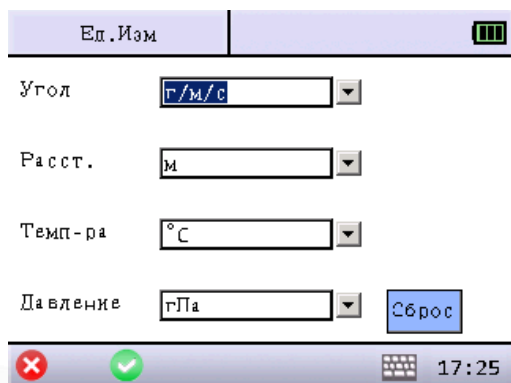 Ед.Изм
Угол г/м/с
Расст. м
Темп-ра °C
Давление гПа
Сброс
17:25